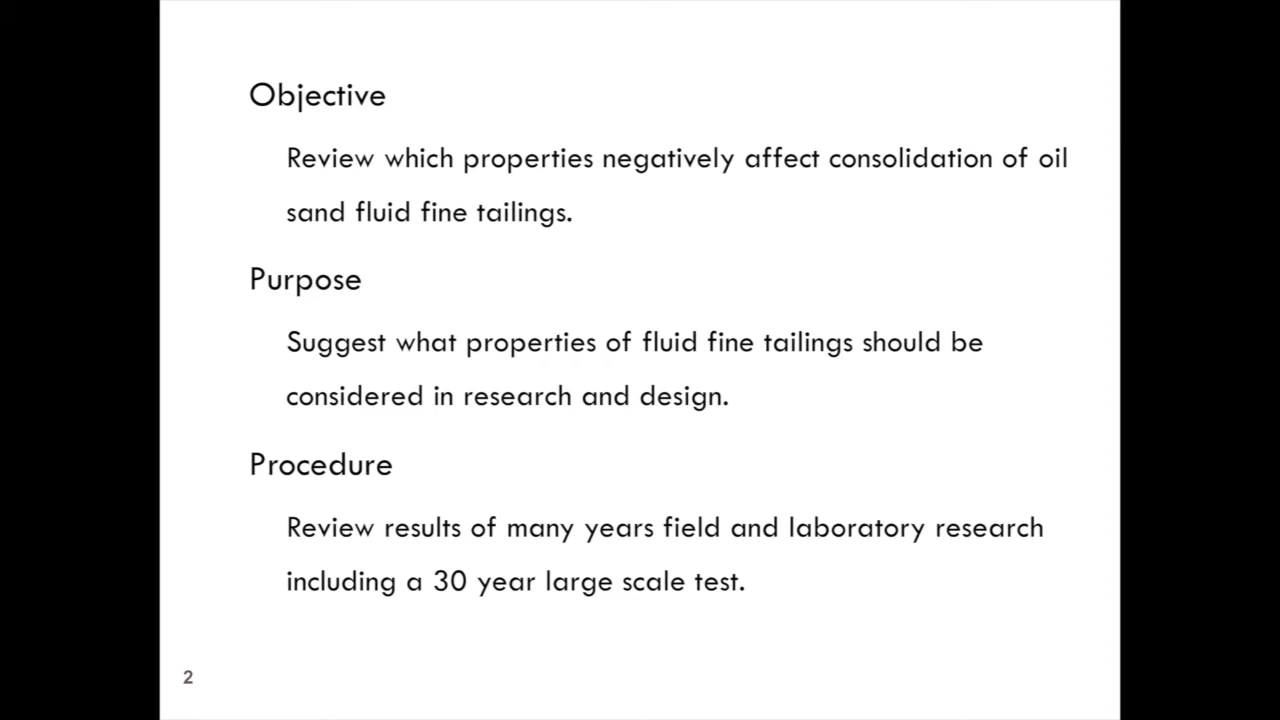 Objective
Review which properties negatively affect consolidation of oil
sand fluid fine tailings.
Purpose
Suggest what properties of fluid fine tailings should be
considered in research and design.
Procedure
Review results of many years field and laboratory research
including a 30 year large scale test.
2